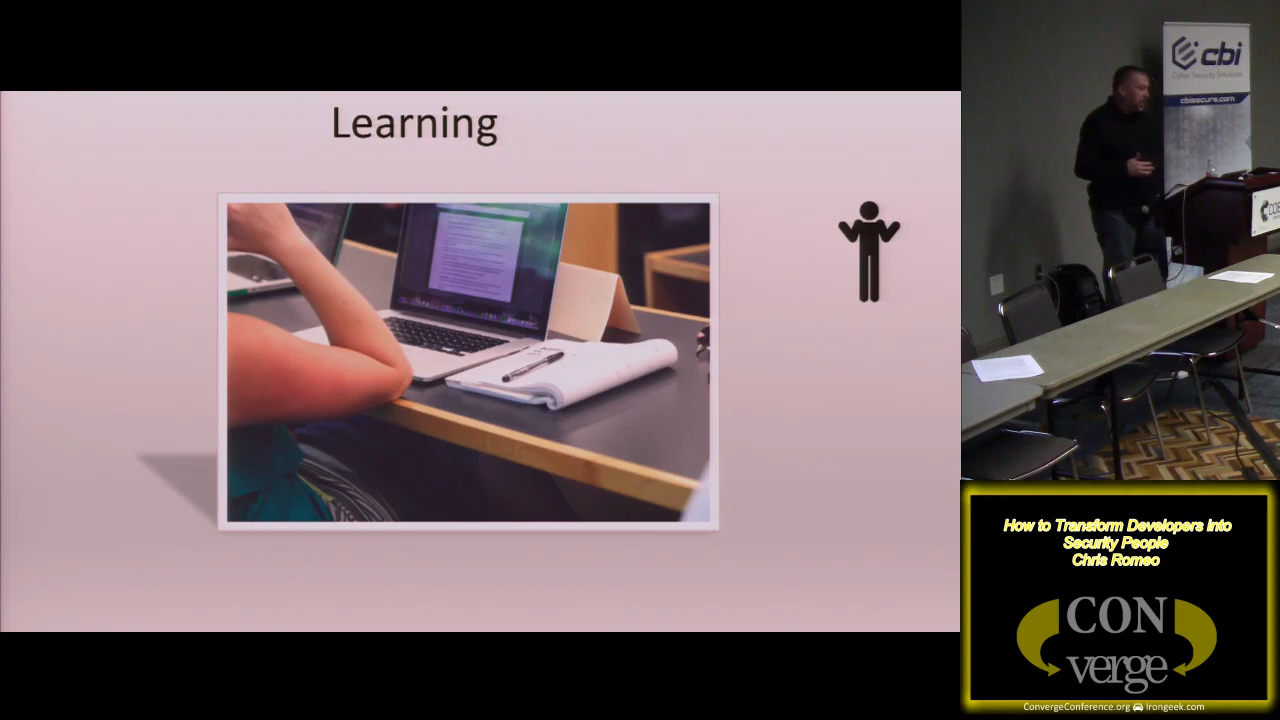 Learning
cbi
Cyber Security Solutions
cbisecure.com
How to Transform Developers into
Security People
Chris Romeo
CON
verge
ConvergeConference.org Irongeek.com